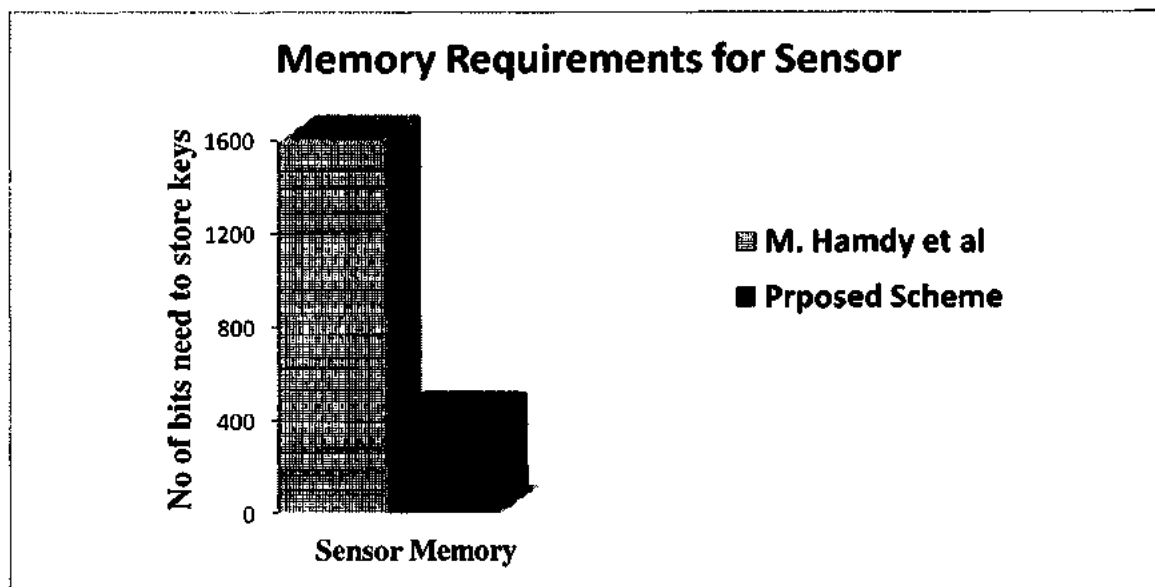 Memory Requirements for Sensor
No of bits need to store keys
1600
1200
800
400
0
Sensor Memory
M. Hamdy et al
Prposed Scheme